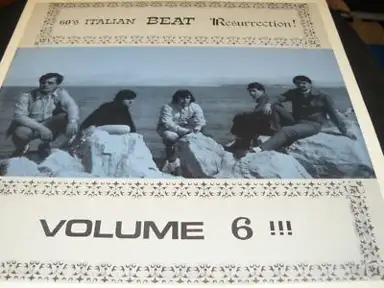 60's ITALIAN BEAT Resurrection!
VOLUME 6 !!!